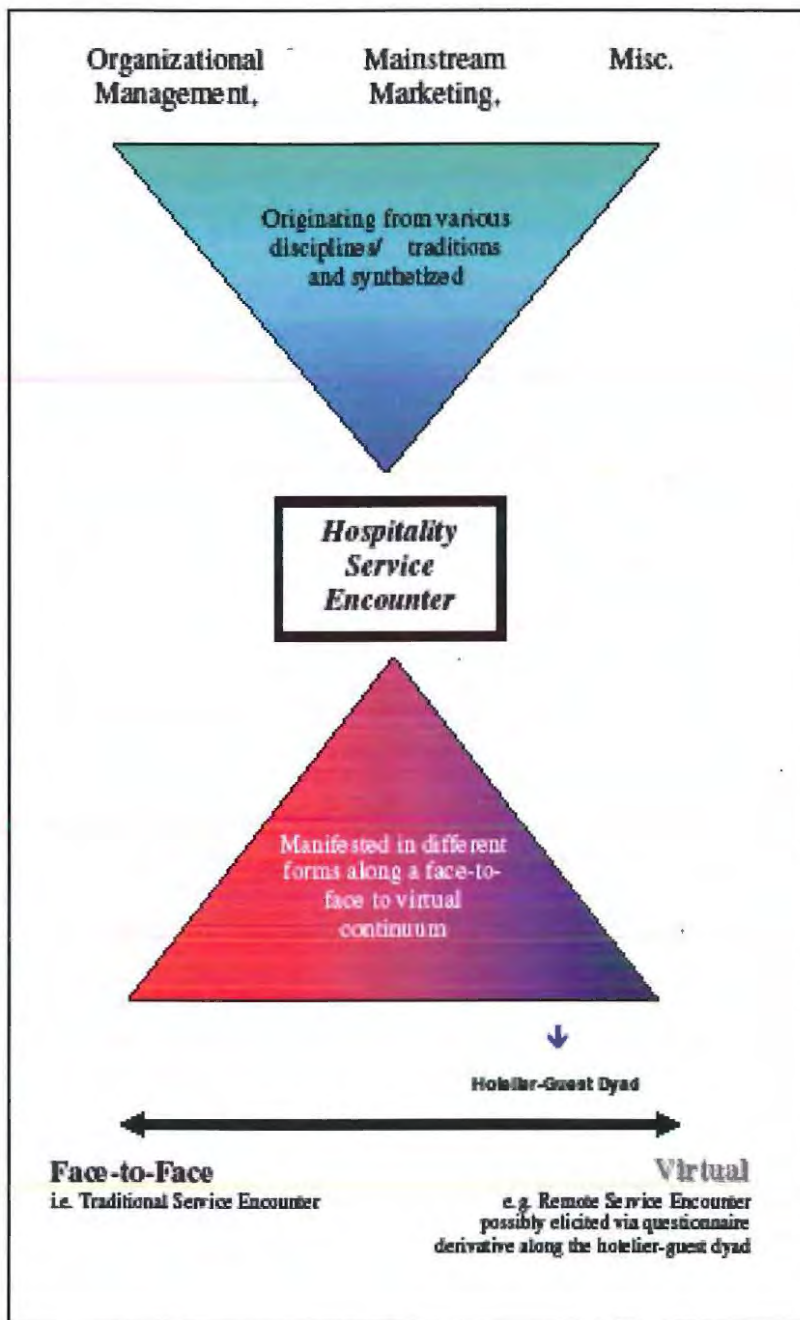 Organizational Mainstream Misc.
Management, Marketing,
Originating from various
disciplines/ traditions
and synthetized
Hospitality
Service
Encounter
Manifested in different
forms along a face-to-
face to virtual
continuum
Hotelier-Guest Dyad
Face-to-Face Virtual
i.e. Traditional Service Encounter e.g. Remote Service Encounter
possibly elicited via questionnaire
derivative along the hotelier-guest dyad